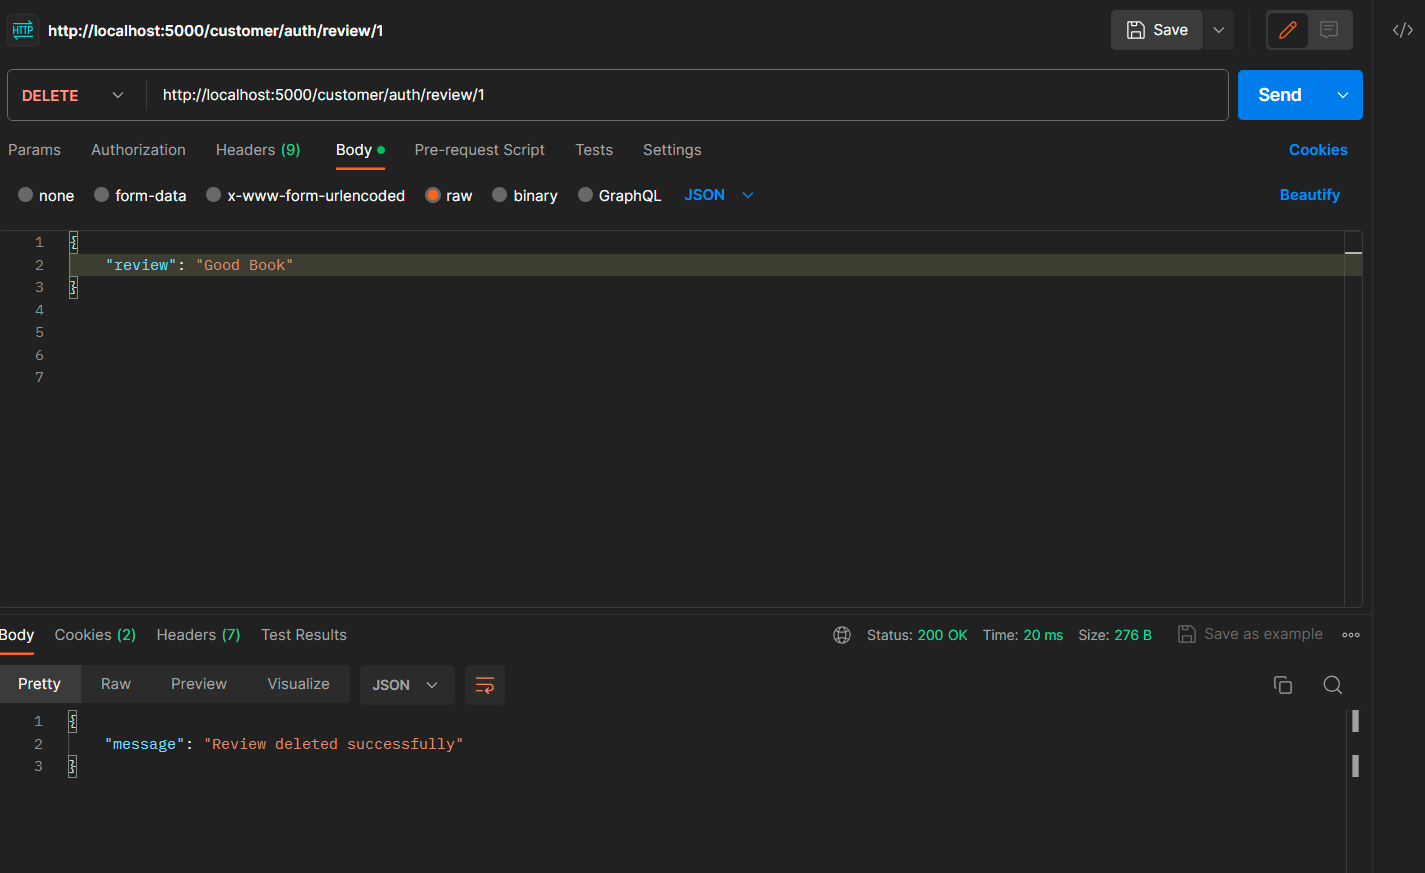 HTTP http://localhost:5000/customer/auth/review/1 Save
DELETE http://localhost:5000/customer/auth/review/1 Send
Params Authorization Headers (9) Body Pre-request Script Tests Settings Cookies
none form-data x-www-form-urlencoded raw binary GraphQL JSON Beautify
1 {
2 "review": "Good Book"
3 }
4
5
6
7
Body Cookies (2) Headers (7) Test Results Status: 200 OK Time: 20 ms Size: 276 B Save as example
Pretty Raw Preview Visualize JSON
1 {
2 "message": "Review deleted successfully"
3 }